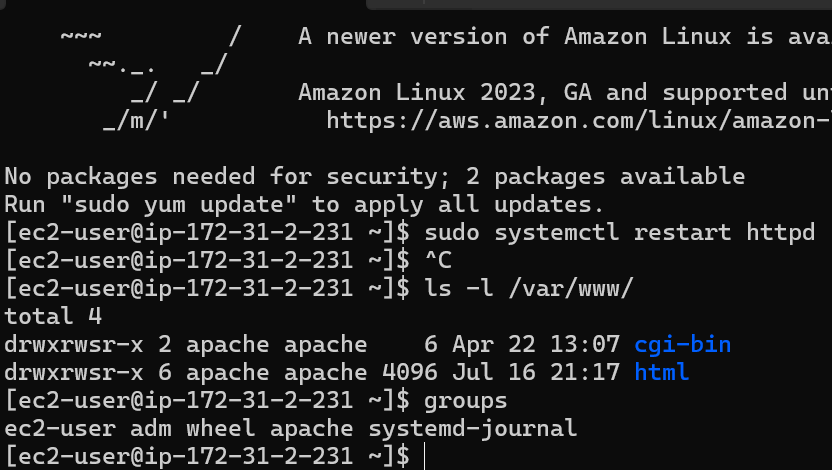 ~~~ / A newer version of Amazon Linux is ava
~~._. _/
_/ _/ Amazon Linux 2023, GA and supported un
_/m/' https://aws.amazon.com/linux/amazon-
No packages needed for security; 2 packages available
Run "sudo yum update" to apply all updates.
[ec2-user@ip-172-31-2-231 ~]$ sudo systemctl restart httpd
[ec2-user@ip-172-31-2-231 ~]$ ^C
[ec2-user@ip-172-31-2-231 ~]$ ls -l /var/www/
total 4
drwxrwsr-x 2 apache apache    6 Apr 22 13:07 cgi-bin
drwxrwsr-x 6 apache apache 4096 Jul 16 21:17 html
[ec2-user@ip-172-31-2-231 ~]$ groups
ec2-user adm wheel apache systemd-journal
[ec2-user@ip-172-31-2-231 ~]$